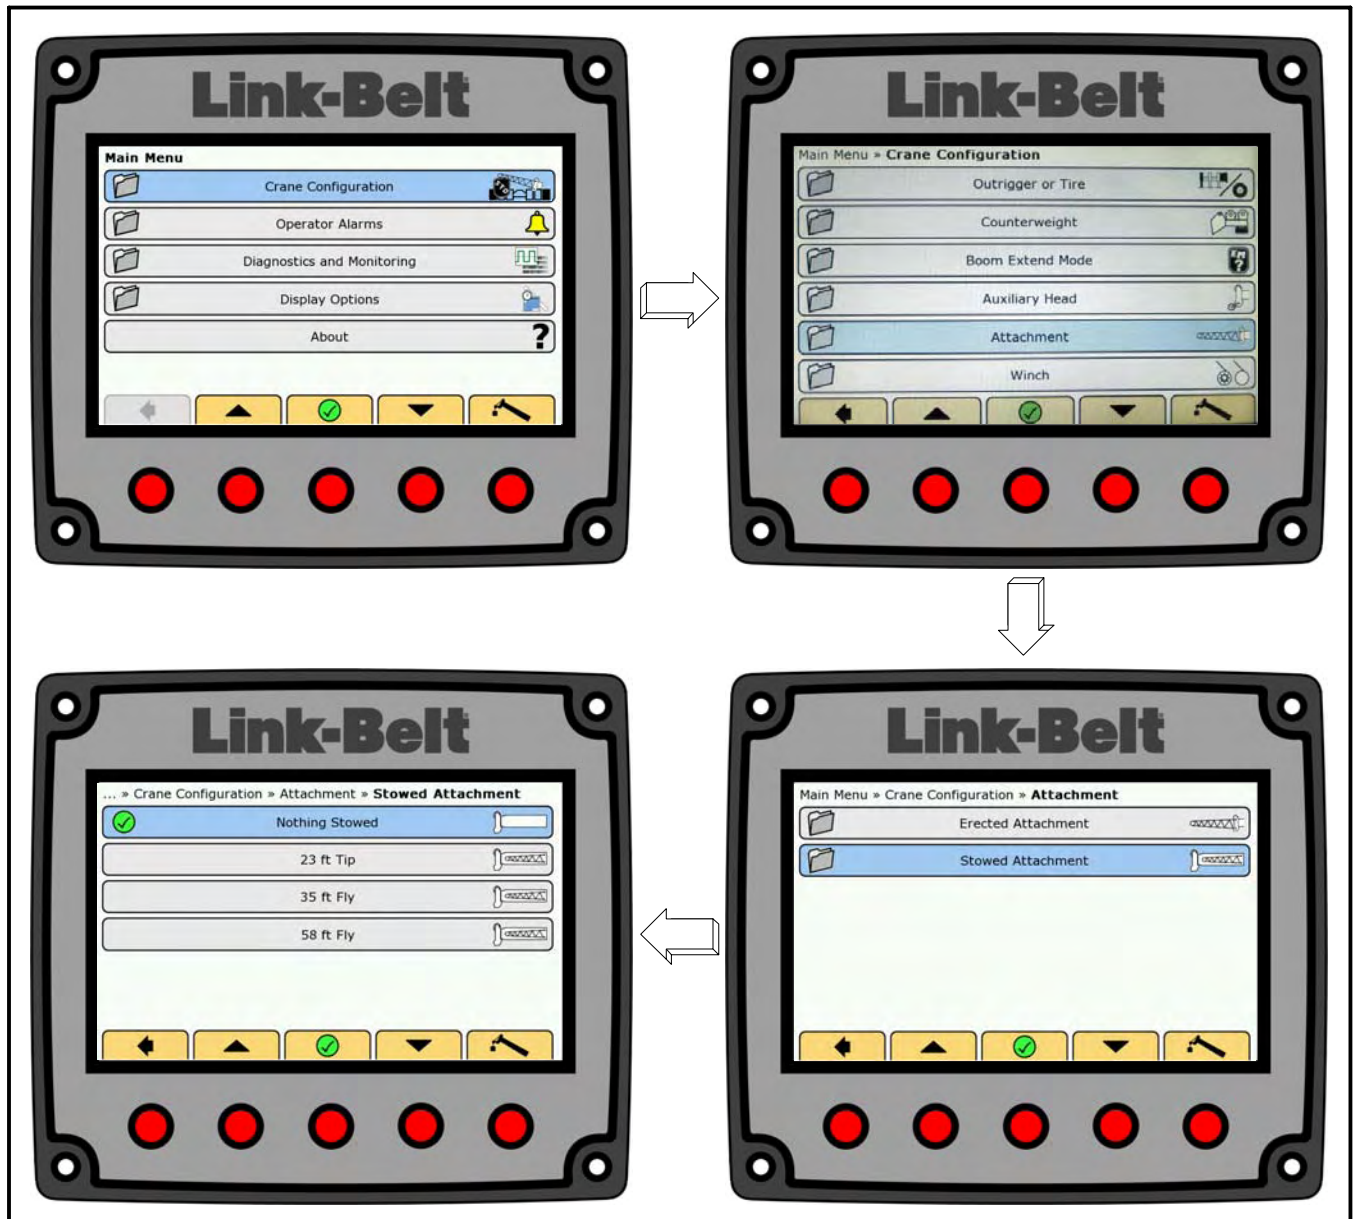 Link-Belt
Main Menu
Crane Configuration
Operator Alarms
Diagnostics and Monitoring
Display Options
About
?
Link-Belt
Main Menu » Crane Configuration
Outrigger or Tire
Counterweight
Boom Extend Mode
?
Auxiliary Head
Attachment
Winch
Link-Belt
... » Crane Configuration » Attachment » Stowed Attachment
Nothing Stowed
23 ft Tip
35 ft Fly
58 ft Fly
Link-Belt
Main Menu » Crane Configuration » Attachment
Erected Attachment
Stowed Attachment